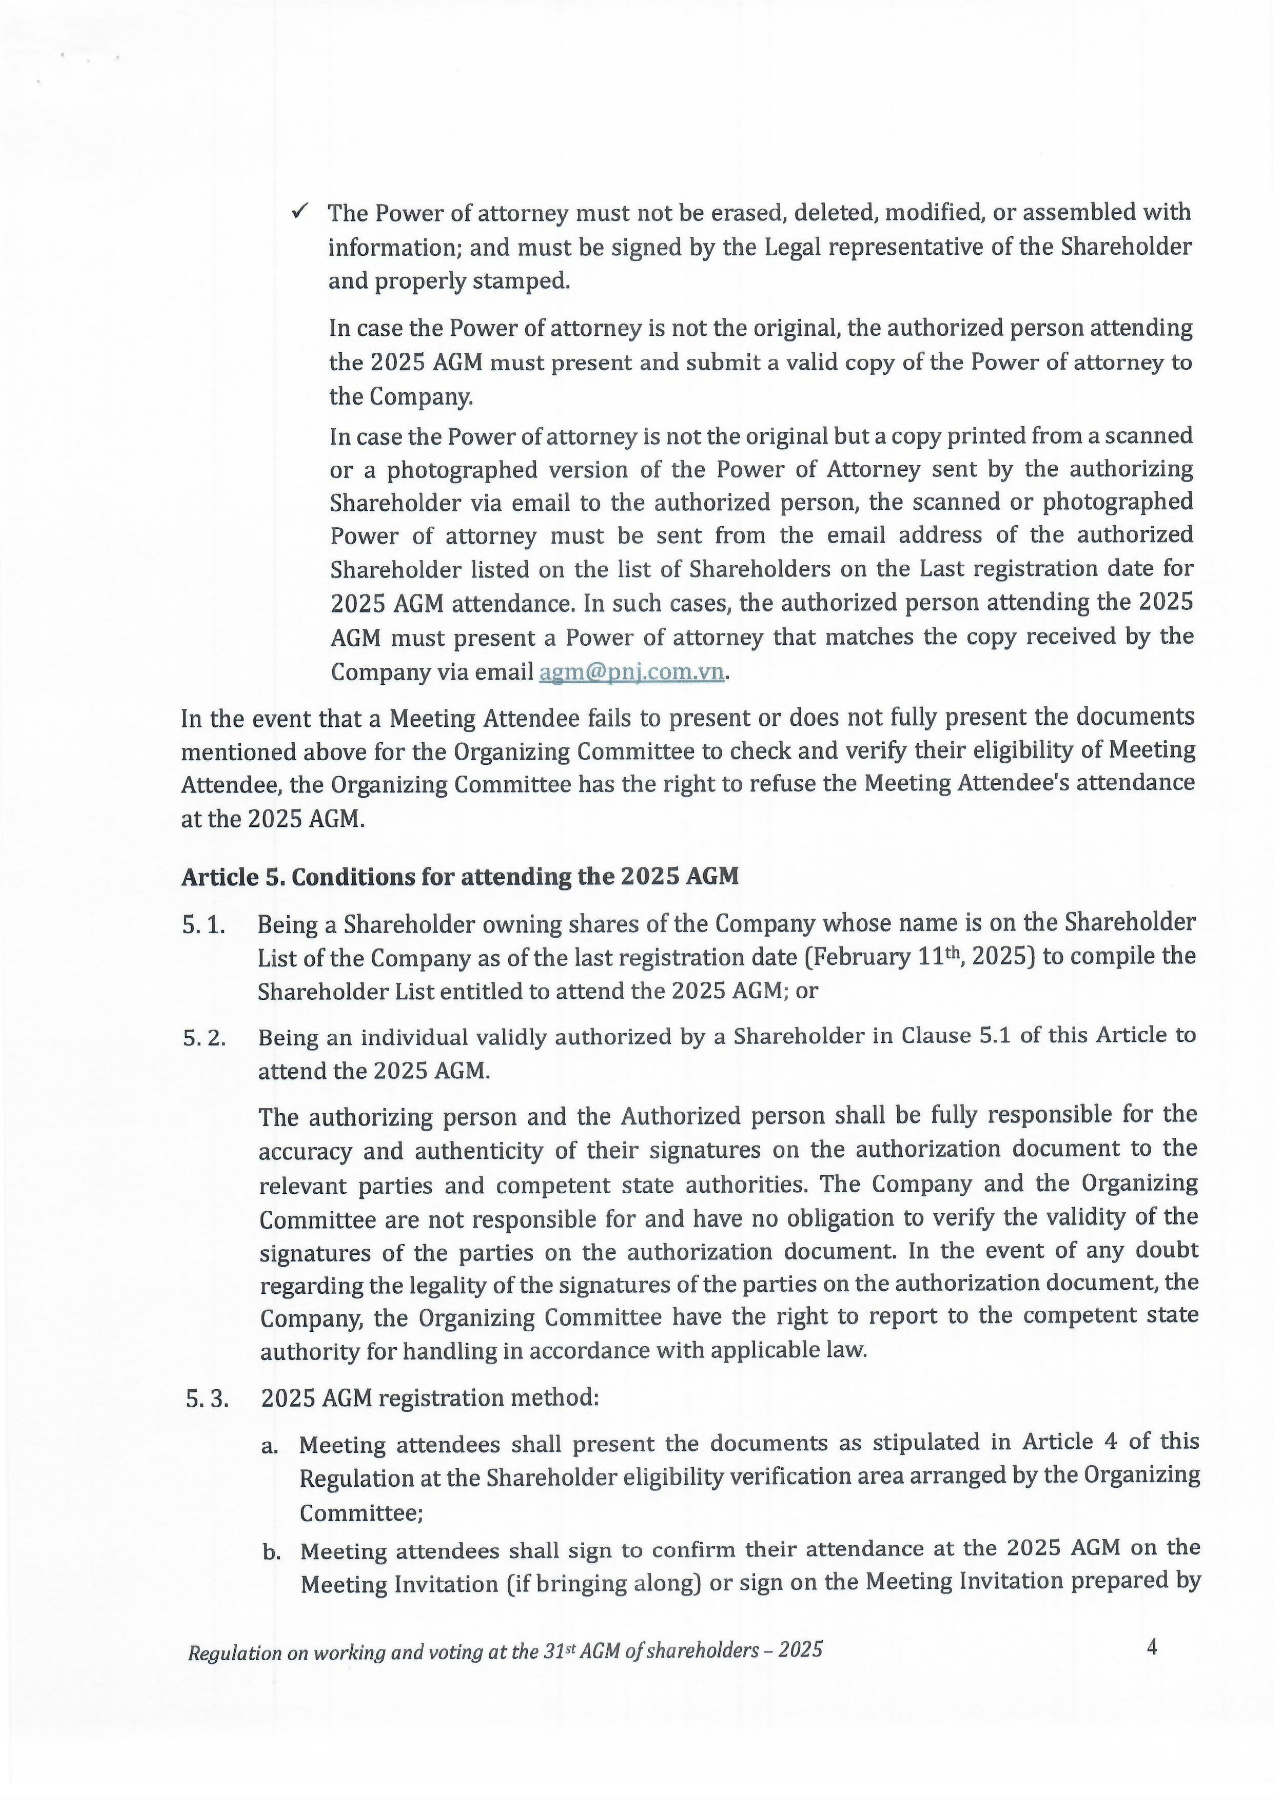 ✓ The Power of attorney must not be erased, deleted, modified, or assembled with
information; and must be signed by the Legal representative of the Shareholder
and properly stamped.
In case the Power of attorney is not the original, the authorized person attending
the 2025 AGM must present and submit a valid copy of the Power of attorney to
the Company.
In case the Power of attorney is not the original but a copy printed from a scanned
or a photographed version of the Power of Attorney sent by the authorizing
Shareholder via email to the authorized person, the scanned or photographed
Power of attorney must be sent from the email address of the authorized
Shareholder listed on the list of Shareholders on the Last registration date for
2025 AGM attendance. In such cases, the authorized person attending the 2025
AGM must present a Power of attorney that matches the copy received by the
Company via email agm@pnj.com.vn.
In the event that a Meeting Attendee fails to present or does not fully present the documents
mentioned above for the Organizing Committee to check and verify their eligibility of Meeting
Attendee, the Organizing Committee has the right to refuse the Meeting Attendee's attendance
at the 2025 AGM.
Article 5. Conditions for attending the 2025 AGM
5. 1. Being a Shareholder owning shares of the Company whose name is on the Shareholder
List of the Company as of the last registration date (February 11th, 2025) to compile the
Shareholder List entitled to attend the 2025 AGM; or
5. 2. Being an individual validly authorized by a Shareholder in Clause 5.1 of this Article to
attend the 2025 AGM.
The authorizing person and the Authorized person shall be fully responsible for the
accuracy and authenticity of their signatures on the authorization document to the
relevant parties and competent state authorities. The Company and the Organizing
Committee are not responsible for and have no obligation to verify the validity of the
signatures of the parties on the authorization document. In the event of any doubt
regarding the legality of the signatures of the parties on the authorization document, the
Company, the Organizing Committee have the right to report to the competent state
authority for handling in accordance with applicable law.
5. 3. 2025 AGM registration method:
a. Meeting attendees shall present the documents as stipulated in Article 4 of this
Regulation at the Shareholder eligibility verification area arranged by the Organizing
Committee;
b. Meeting attendees shall sign to confirm their attendance at the 2025 AGM on the
Meeting Invitation (if bringing along) or sign on the Meeting Invitation prepared by
Regulation on working and voting at the 31st AGM of shareholders – 2025 4